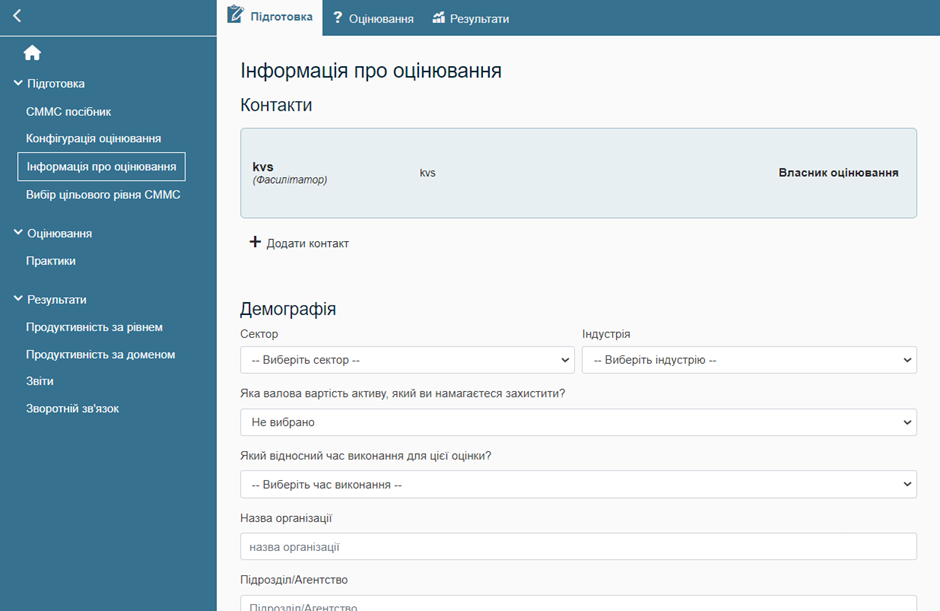 Підготовка
? Оцінювання
Результати
Підготовка
СММС посібник
Конфігурація оцінювання
Інформація про оцінювання
Вибір цільового рівня СММС
Оцінювання
Практики
Результати
Продуктивність за рівнем
Продуктивність за доменом
Звіти
Зворотній зв'язок
Інформація про оцінювання
Контакти
kvs
(Фасилітатор)
kvs
Власник оцінювання
+ Додати контакт
Демографія
Сектор
Індустрія
-- Виберіть сектор --
-- Виберіть індустрію --
Яка валова вартість активу, який ви намагаєтеся захистити?
Не вибрано
Який відносний час виконання для цієї оцінки?
-- Виберіть час виконання --
Назва організації
назва організації
Підрозділ/Агентство
Підрозділ/Агентство